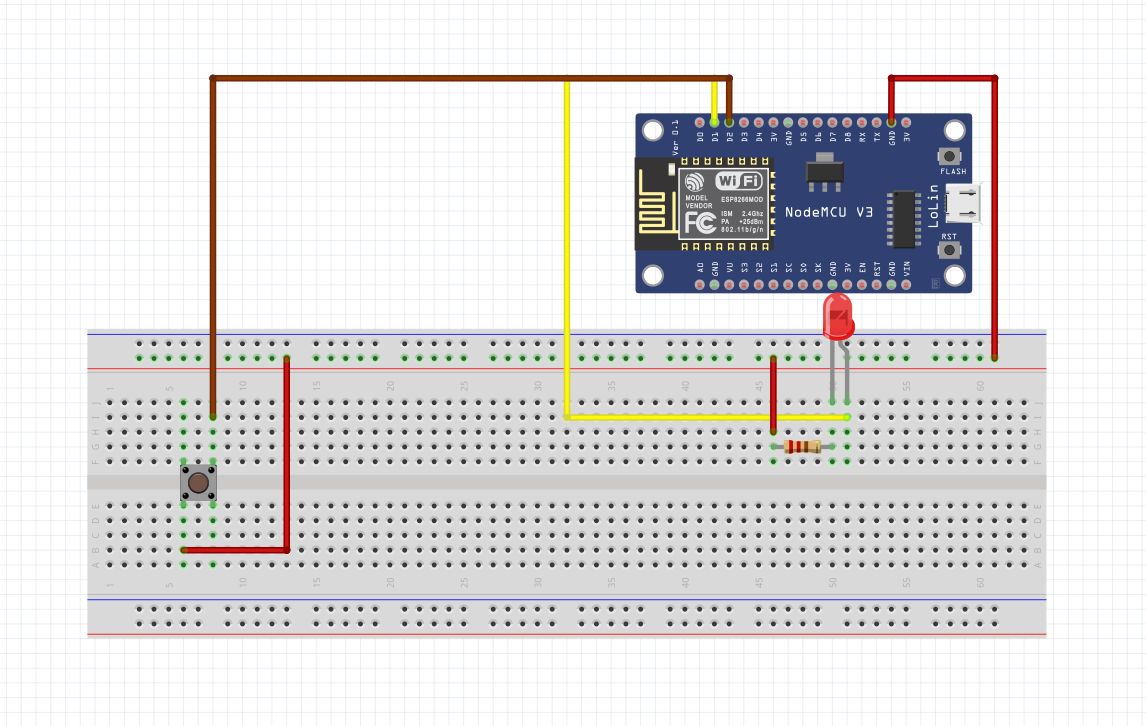 Ver 0.1
D0 D1 D2 D3 D4 3V GND D5 D6 D7 D8 RX TX GND 3V
FLASH
Wi Fi
MODEL
VENDOR
ESP8266MOD
FC
ISM 2.4Ghz
PA +25dBm
802.11b/g/n
NodeMCU V3
LoLin
RST
A0 GND VU S3 S2 S1 SC S0 SK GND 3V EN RST GND VIN
1 5 10 15 20 25 30 35 40 45 50 55 60
J J
I I
H H
G G
F F
E E
D D
C C
B B
A A
1 5 10 15 20 25 30 35 40 45 50 55 60